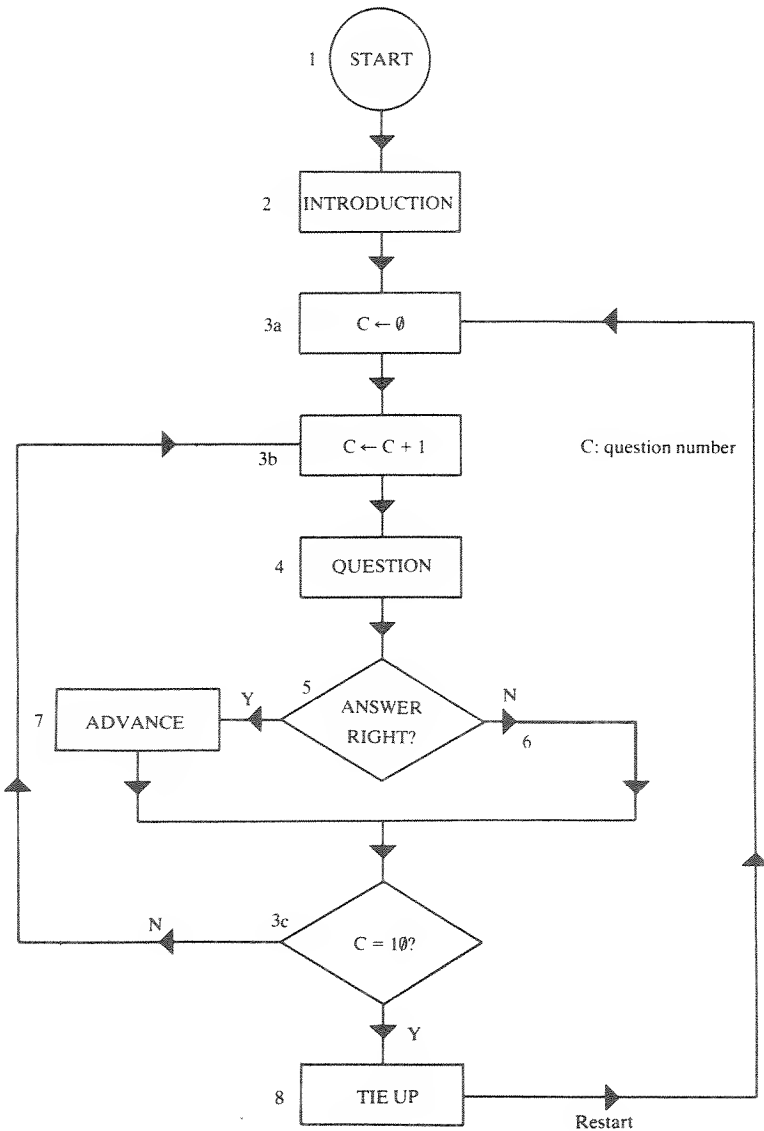 1 START
2 INTRODUCTION
3a C ← 0
3b C ← C + 1
C: question number
4 QUESTION
5
7 ADVANCE
Y
ANSWER
RIGHT?
N
6
3c
N
C = 10?
Y
8 TIE UP
Restart